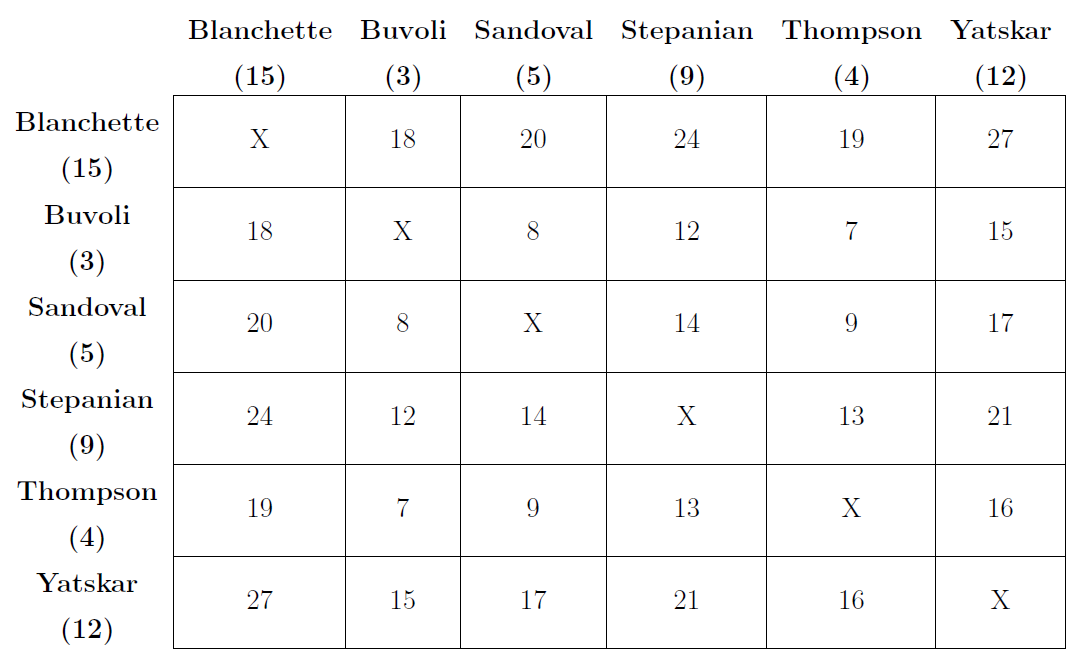 Blanchette Buvoli Sandoval Stepanian Thompson Yatskar
(15) (3) (5) (9) (4) (12)
Blanchette
(15) X 18 20 24 19 27
Buvoli
(3) 18 X 8 12 7 15
Sandoval
(5) 20 8 X 14 9 17
Stepanian
(9) 24 12 14 X 13 21
Thompson
(4) 19 7 9 13 X 16
Yatskar
(12) 27 15 17 21 16 X